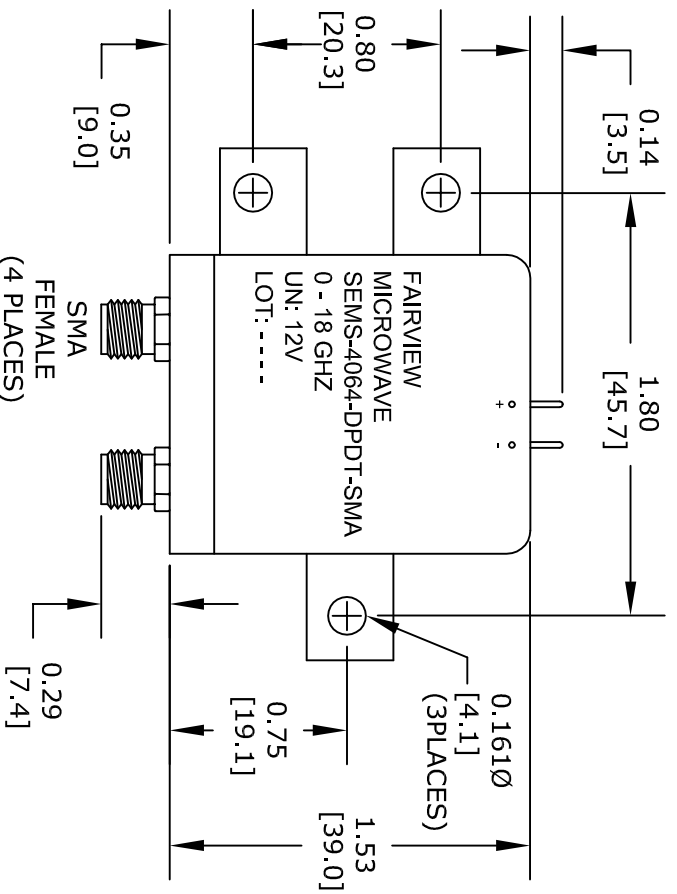 0.14
[3.5]
1.80
[45.7]
0.161Ø
[4.1]
(3PLACES)
+
-
FAIRVIEW
MICROWAVE
SEMS-4064-DPDT-SMA
0 - 18 GHZ
UN: 12V
LOT: - - - -
0.80
[20.3]
1.53
[39.0]
0.75
[19.1]
0.35
[9.0]
SMA
FEMALE
(4 PLACES)
0.29
[7.4]